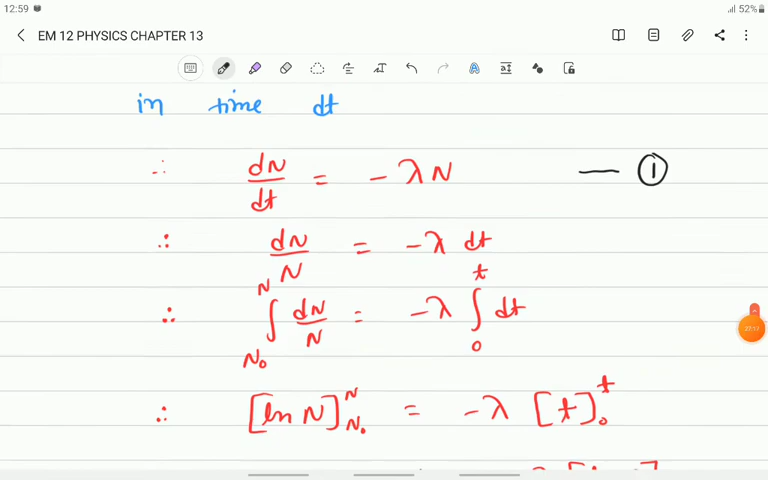 12:59 52%
EM 12 PHYSICS CHAPTER 13
in time dt
∴ dN/dt = -λN — ①
∴ dN/N = -λ dt
∴ ∫_{N₀}^{N} dN/N = -λ ∫_{0}^{t} dt
∴ [ln N]_{N₀}^{N} = -λ [t]_{0}^{t}